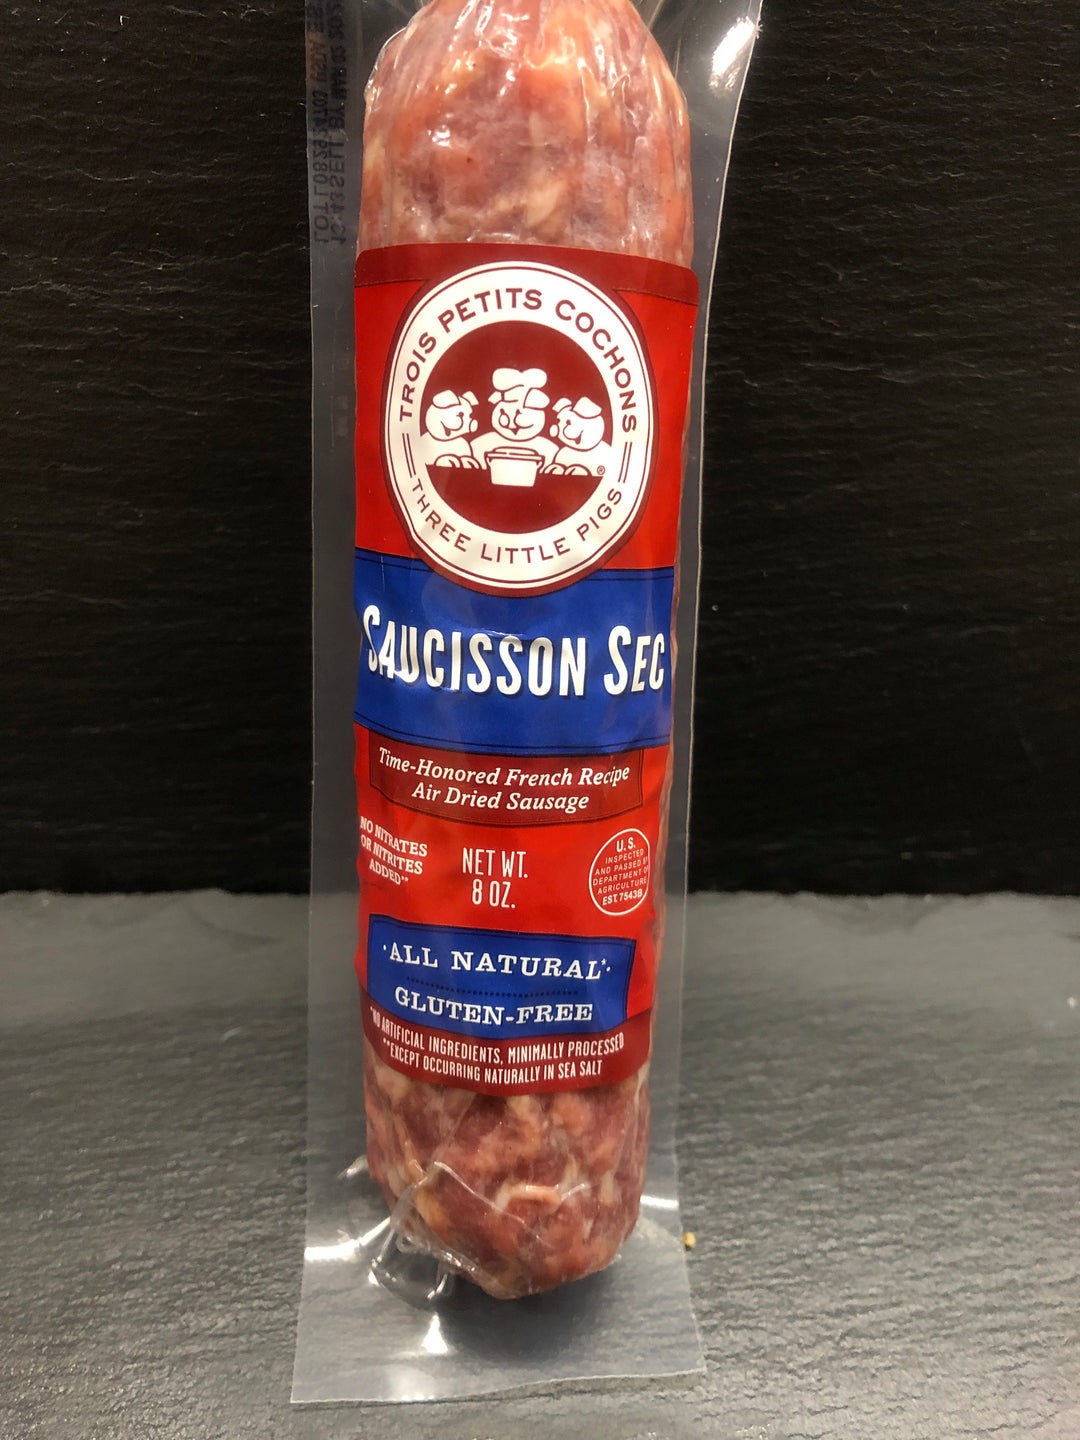 TROIS PETITS COCHONS
THREE LITTLE PIGS
®
SAUCISSON SEC
Time-Honored French Recipe
Air Dried Sausage
NO NITRATES
OR NITRITES
ADDED**
NET WT.
8 OZ.
U.S.
INSPECTED
AND PASSED BY
DEPARTMENT OF
AGRICULTURE
EST. 7543B
·ALL NATURAL*·
GLUTEN-FREE
*NO ARTIFICIAL INGREDIENTS, MINIMALLY PROCESSED
**EXCEPT OCCURRING NATURALLY IN SEA SALT